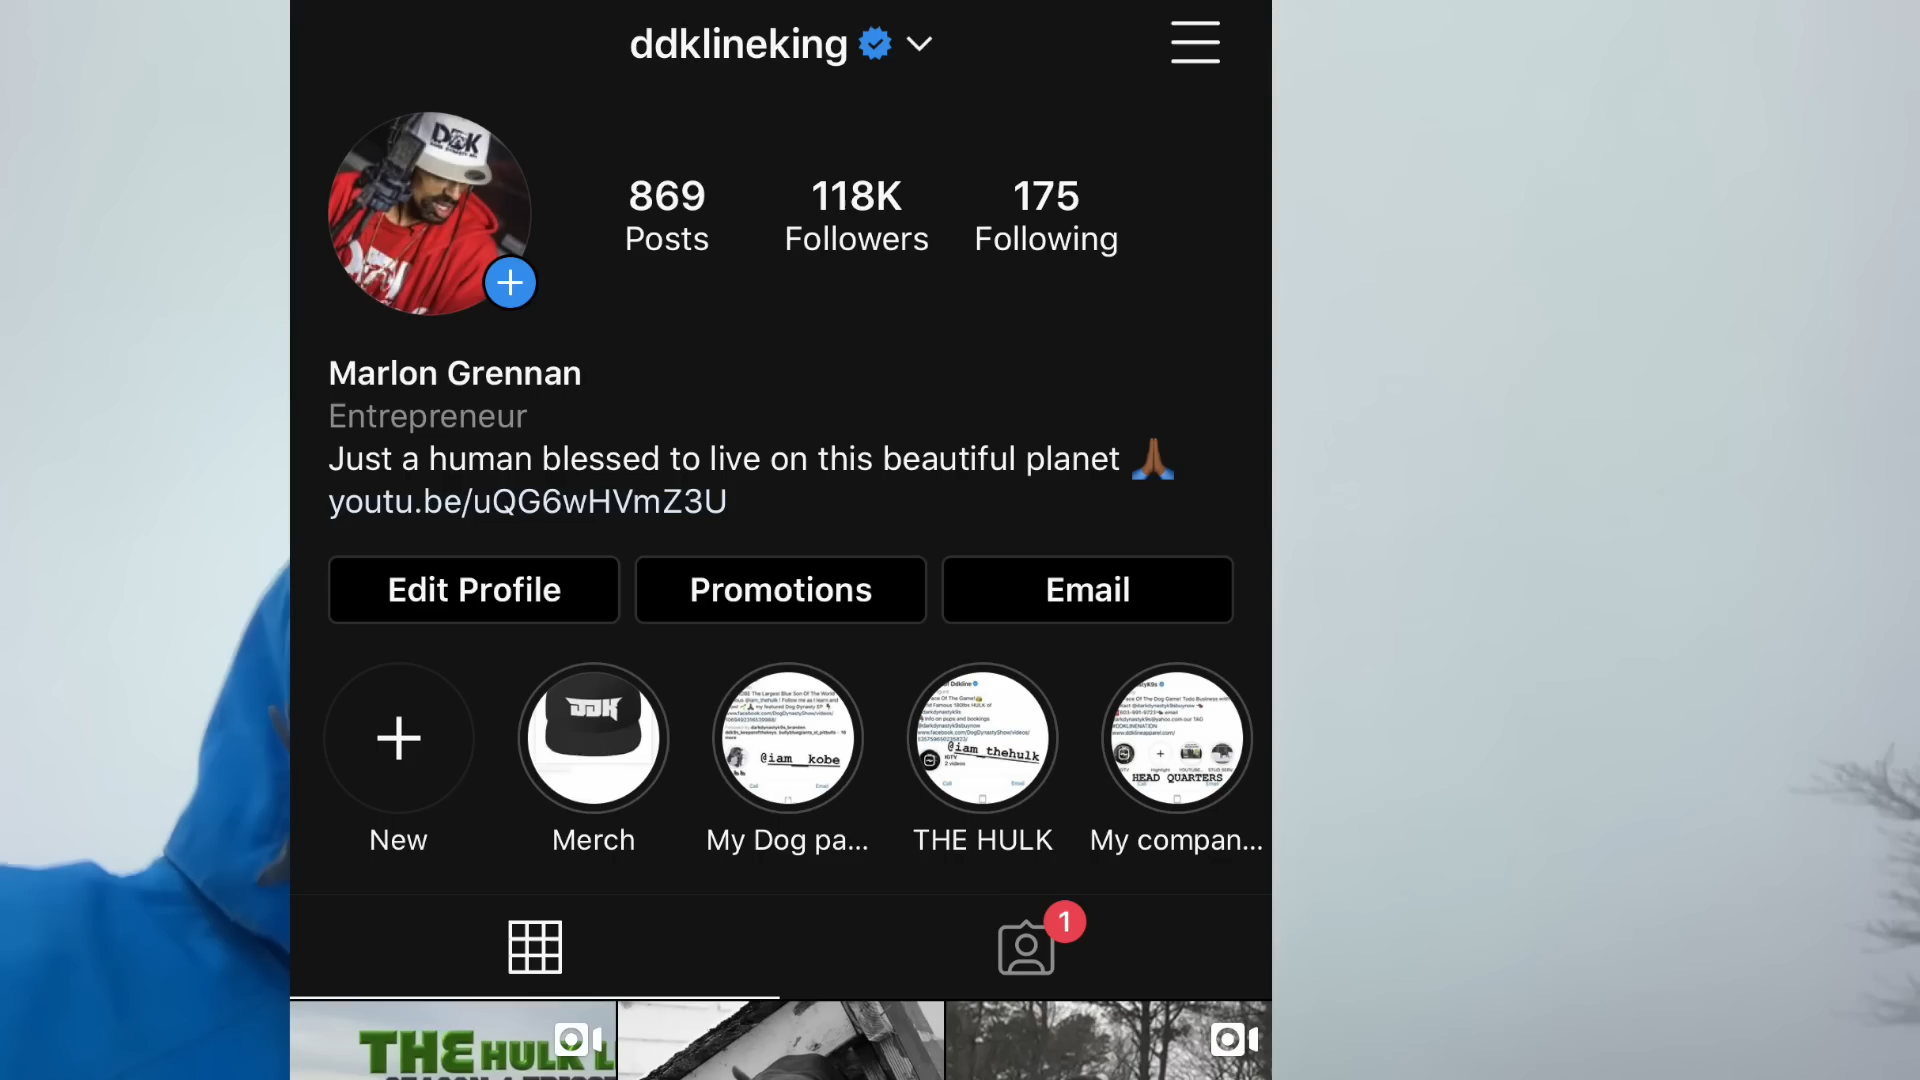 ddklineking
DDK
869
Posts
118K
Followers
175
Following
Marlon Grennan
Entrepreneur
Just a human blessed to live on this beautiful planet 🙏🏾
youtu.be/uQG6wHVmZ3U
Edit Profile
Promotions
Email
DDK
@iam__kobe
@iam_thehulk
HEAD QUARTERS
New
Merch
My Dog pa...
THE HULK
My compan...
1
THE HULK L